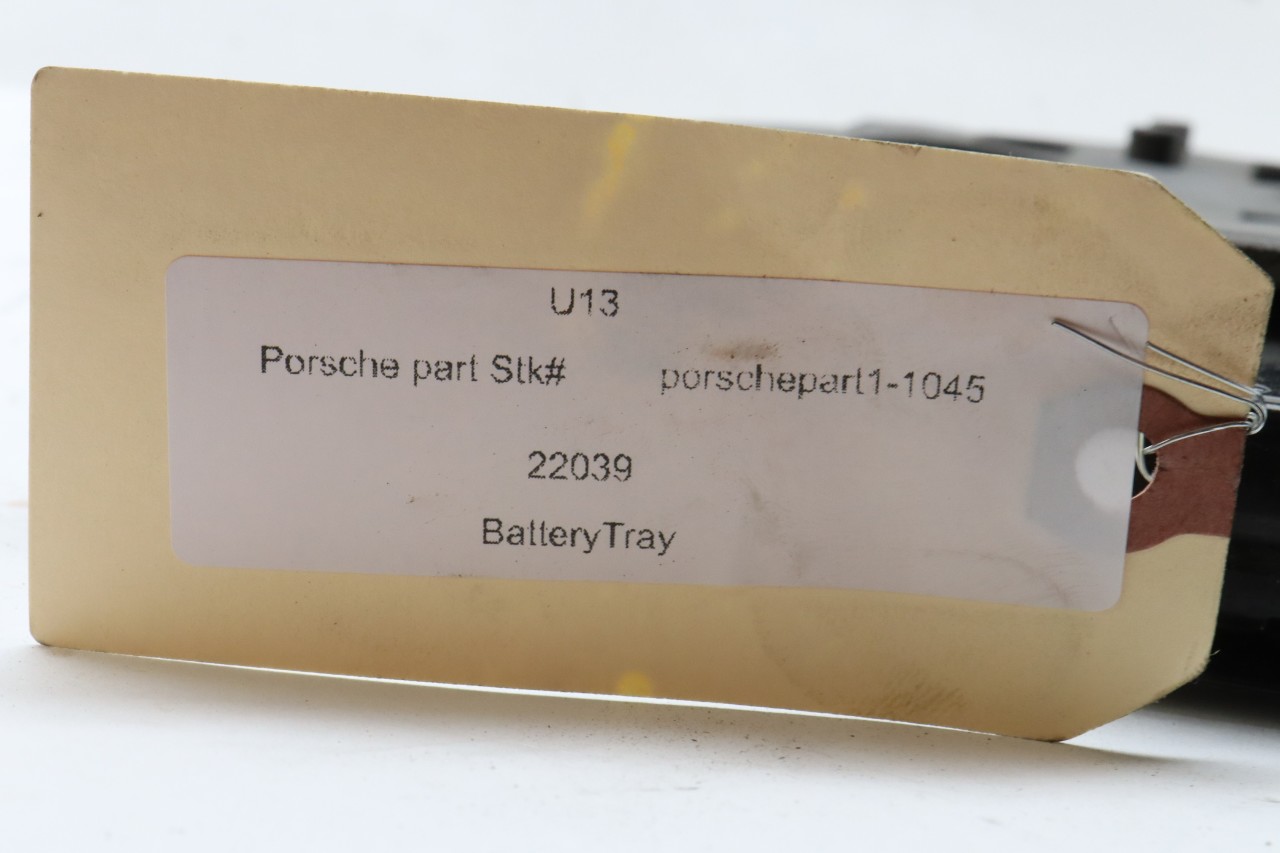 U13
Porsche part Stk# porschepart1-1045
22039
BatteryTray